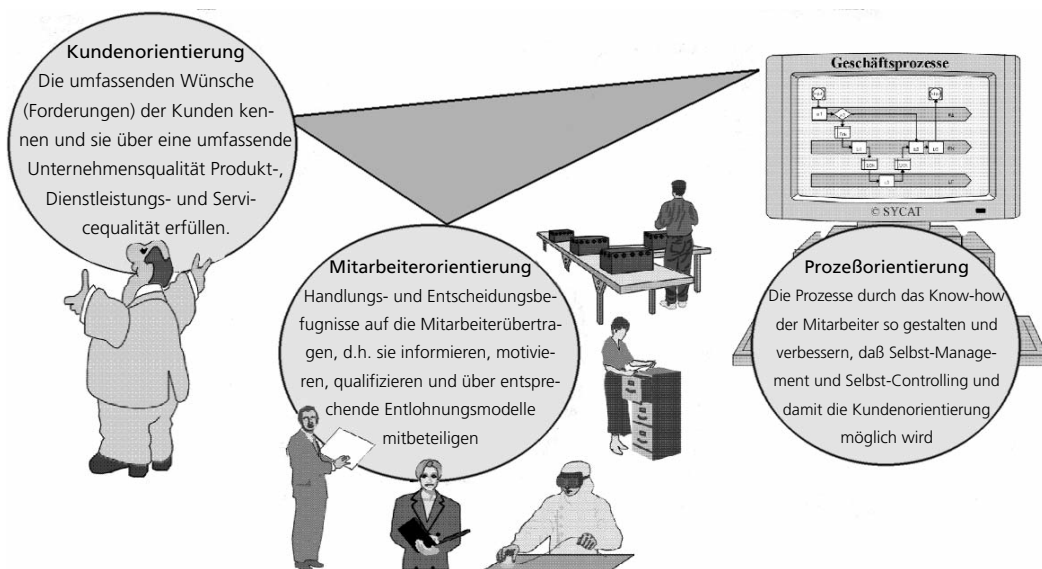 Kundenorientierung
Die umfassenden Wünsche
(Forderungen) der Kunden ken-
nen und sie über eine umfassende
Unternehmensqualität Produkt-,
Dienstleistungs- und Servi-
cequalität erfüllen.
Geschäftsprozesse
© SYCAT
Mitarbeiterorientierung
Handlungs- und Entscheidungsbe-
fugnisse auf die Mitarbeiterübertra-
gen, d.h. sie informieren, motivie-
ren, qualifizieren und über entspre-
chende Entlohnungsmodelle
mitbeteiligen
Prozeßorientierung
Die Prozesse durch das Know-how
der Mitarbeiter so gestalten und
verbessern, daß Selbst-Manage-
ment und Selbst-Controlling und
damit die Kundenorientierung
möglich wird